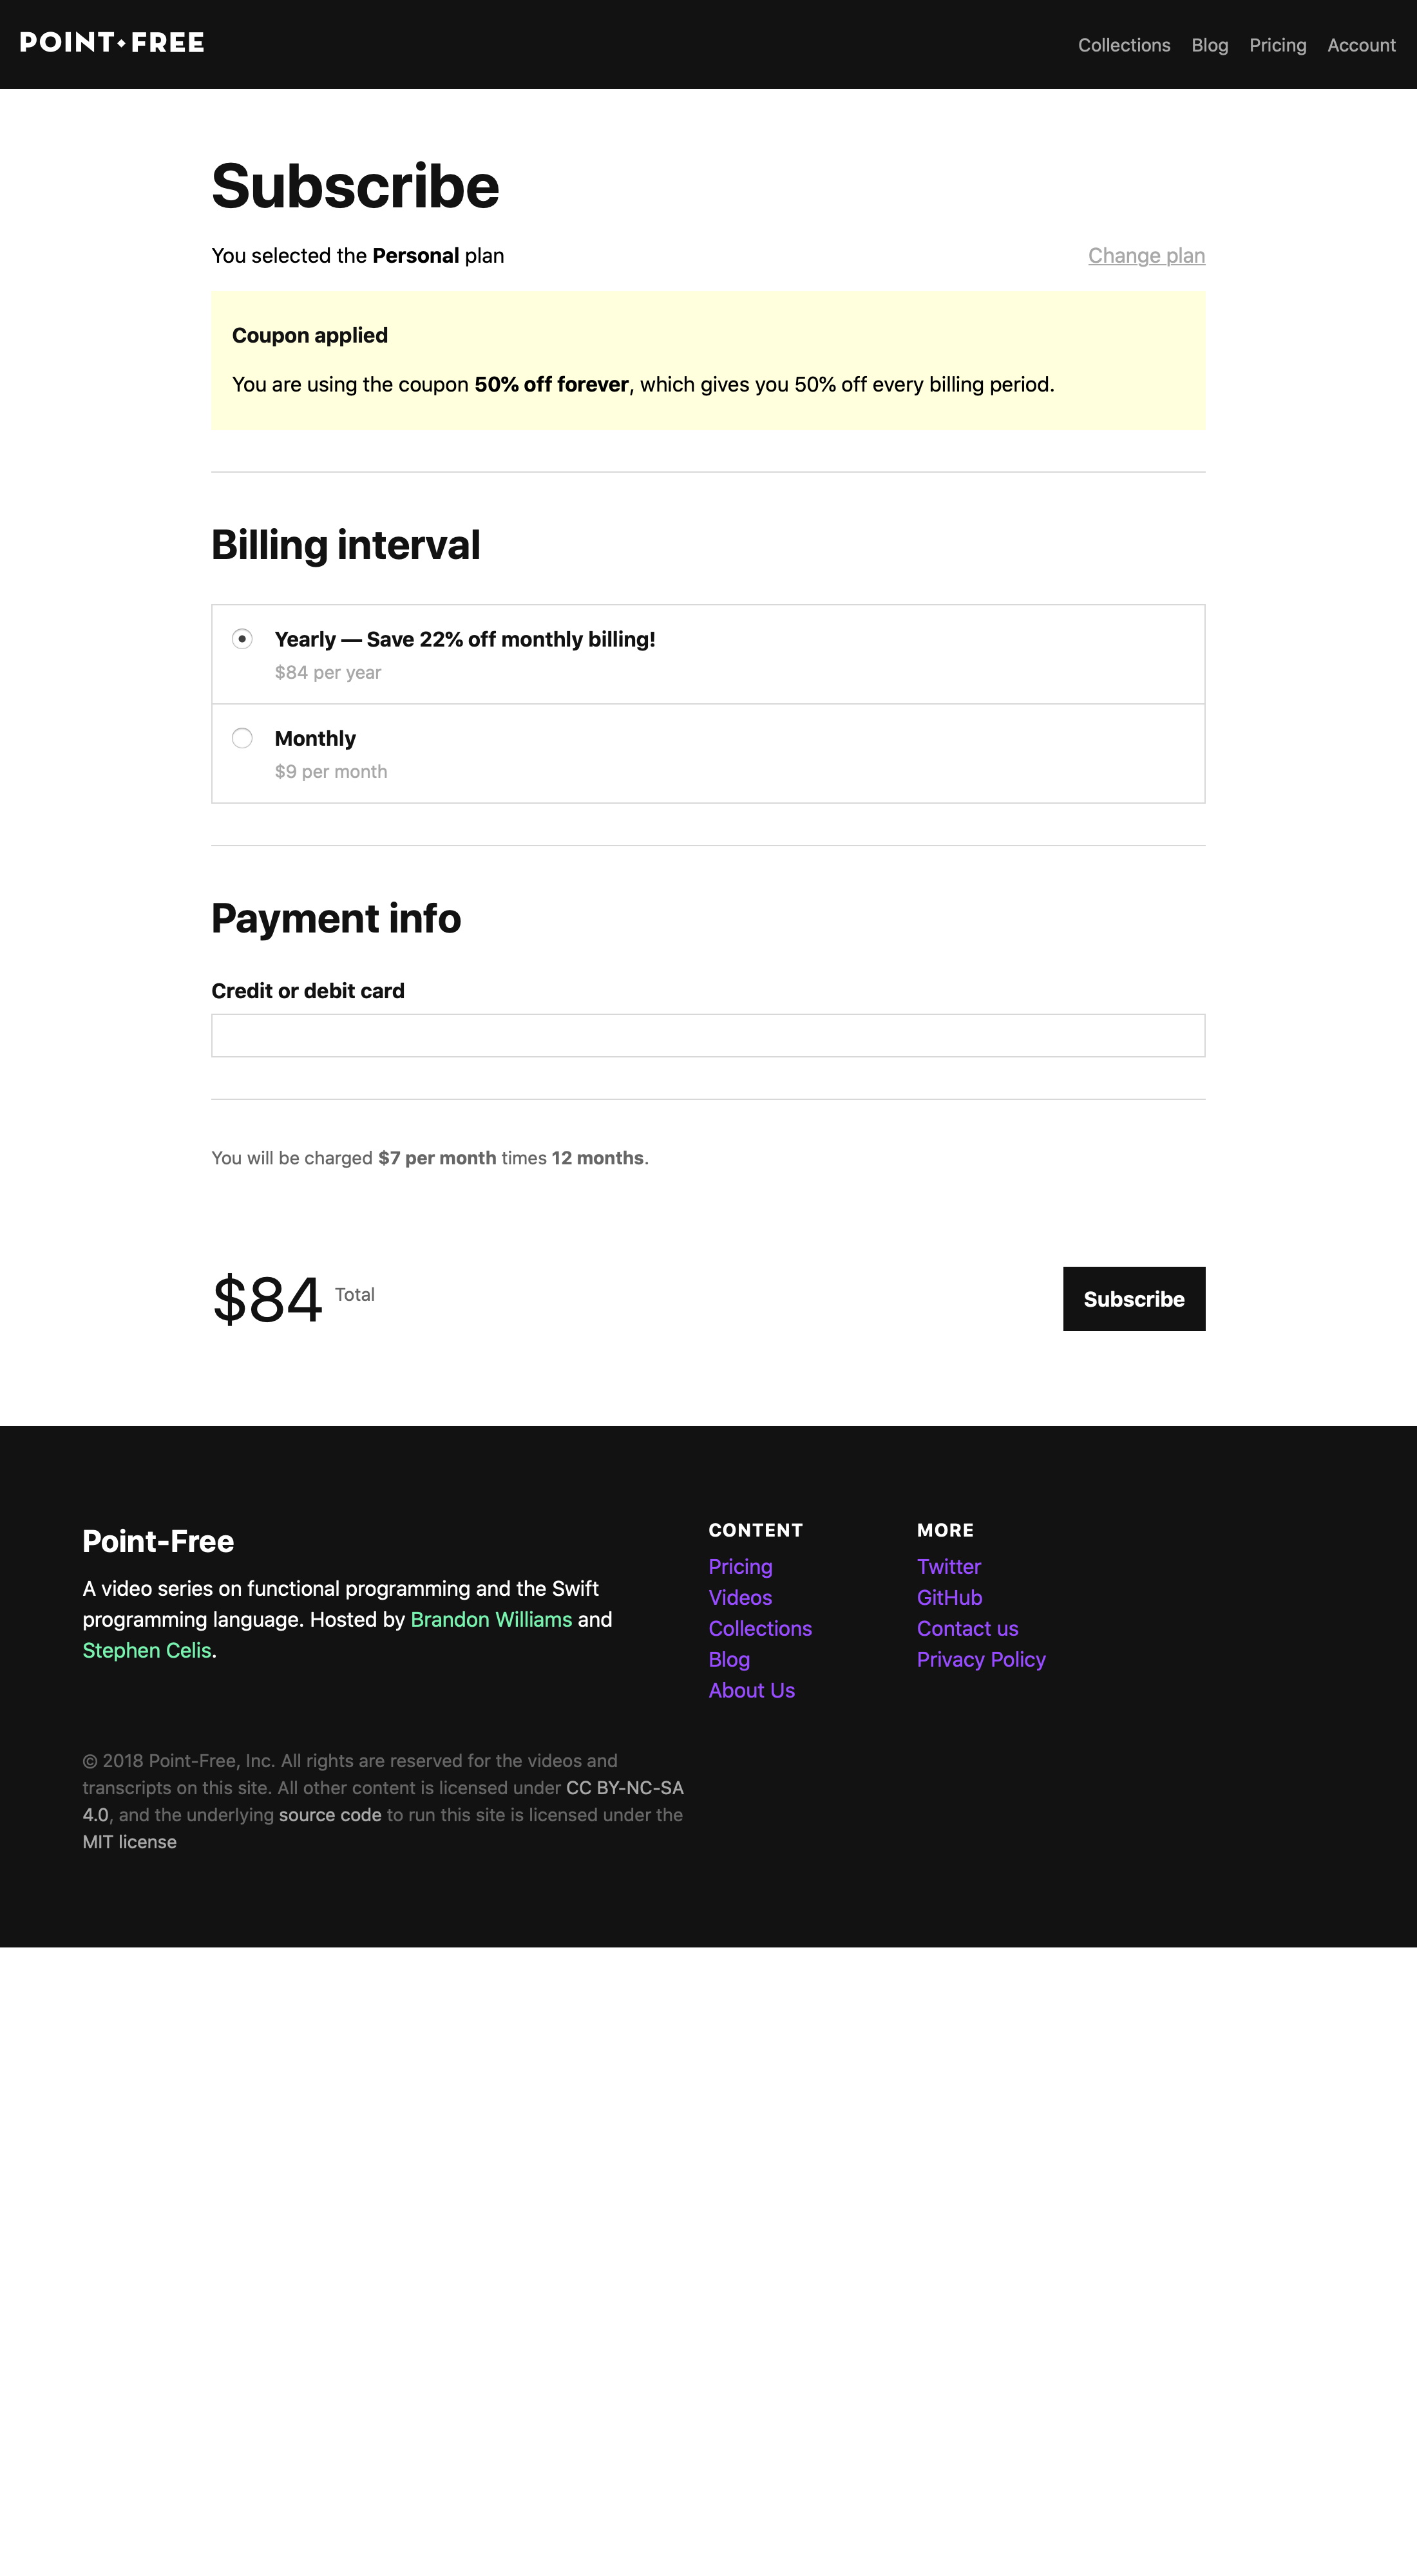 POINT•FREE
Collections Blog Pricing Account
Subscribe
You selected the Personal plan
Change plan
Coupon applied
You are using the coupon 50% off forever, which gives you 50% off every billing period.
Billing interval
Yearly — Save 22% off monthly billing!
$84 per year
Monthly
$9 per month
Payment info
Credit or debit card
You will be charged $7 per month times 12 months.
$84 Total
Subscribe
Point-Free
A video series on functional programming and the Swift
programming language. Hosted by Brandon Williams and
Stephen Celis.
CONTENT
Pricing
Videos
Collections
Blog
About Us
MORE
Twitter
GitHub
Contact us
Privacy Policy
© 2018 Point-Free, Inc. All rights are reserved for the videos and
transcripts on this site. All other content is licensed under CC BY-NC-SA
4.0, and the underlying source code to run this site is licensed under the
MIT license